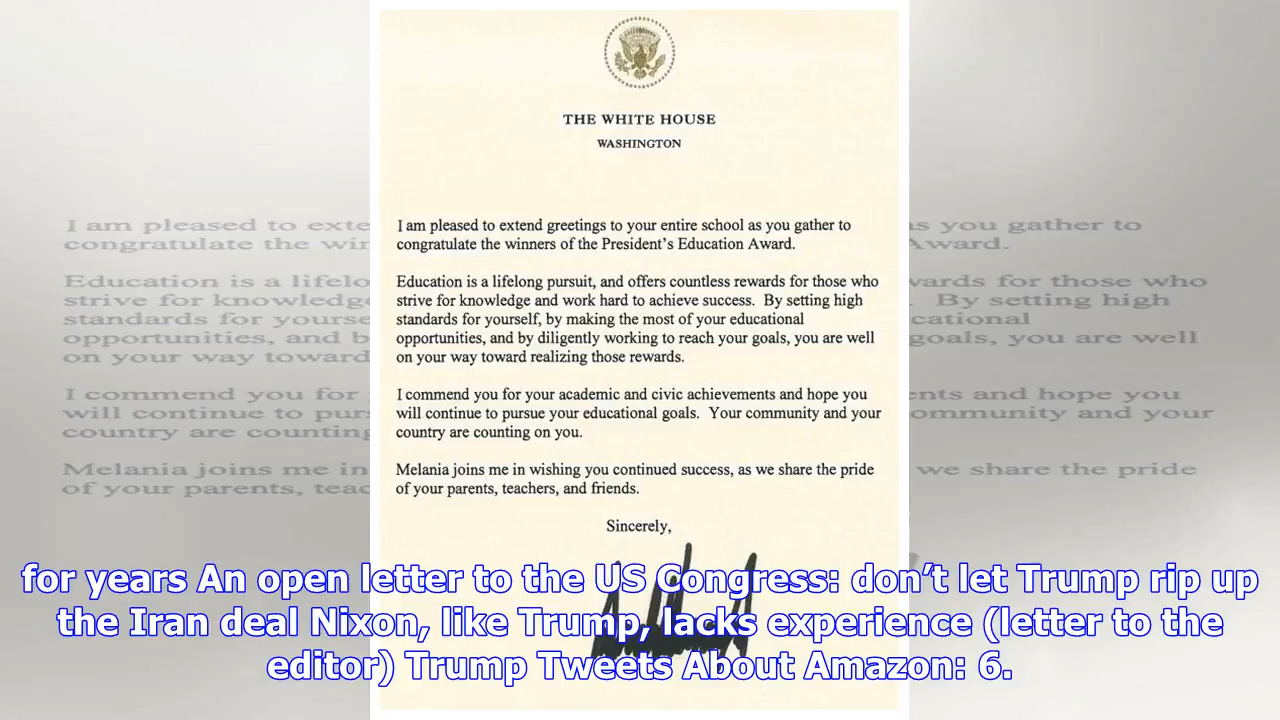 THE WHITE HOUSE
WASHINGTON
I am pleased to extend greetings to your entire school as you gather to
congratulate the winners of the President's Education Award.
Education is a lifelong pursuit, and offers countless rewards for those who
strive for knowledge and work hard to achieve success.  By setting high
standards for yourself, by making the most of your educational
opportunities, and by diligently working to reach your goals, you are well
on your way toward realizing those rewards.
I commend you for your academic and civic achievements and hope you
will continue to pursue your educational goals.  Your community and your
country are counting on you.
Melania joins me in wishing you continued success, as we share the pride
of your parents, teachers, and friends.
Sincerely,
for years An open letter to the US Congress: don’t let Trump rip up
the Iran deal Nixon, like Trump, lacks experience (letter to the
editor) Trump Tweets About Amazon: 6.